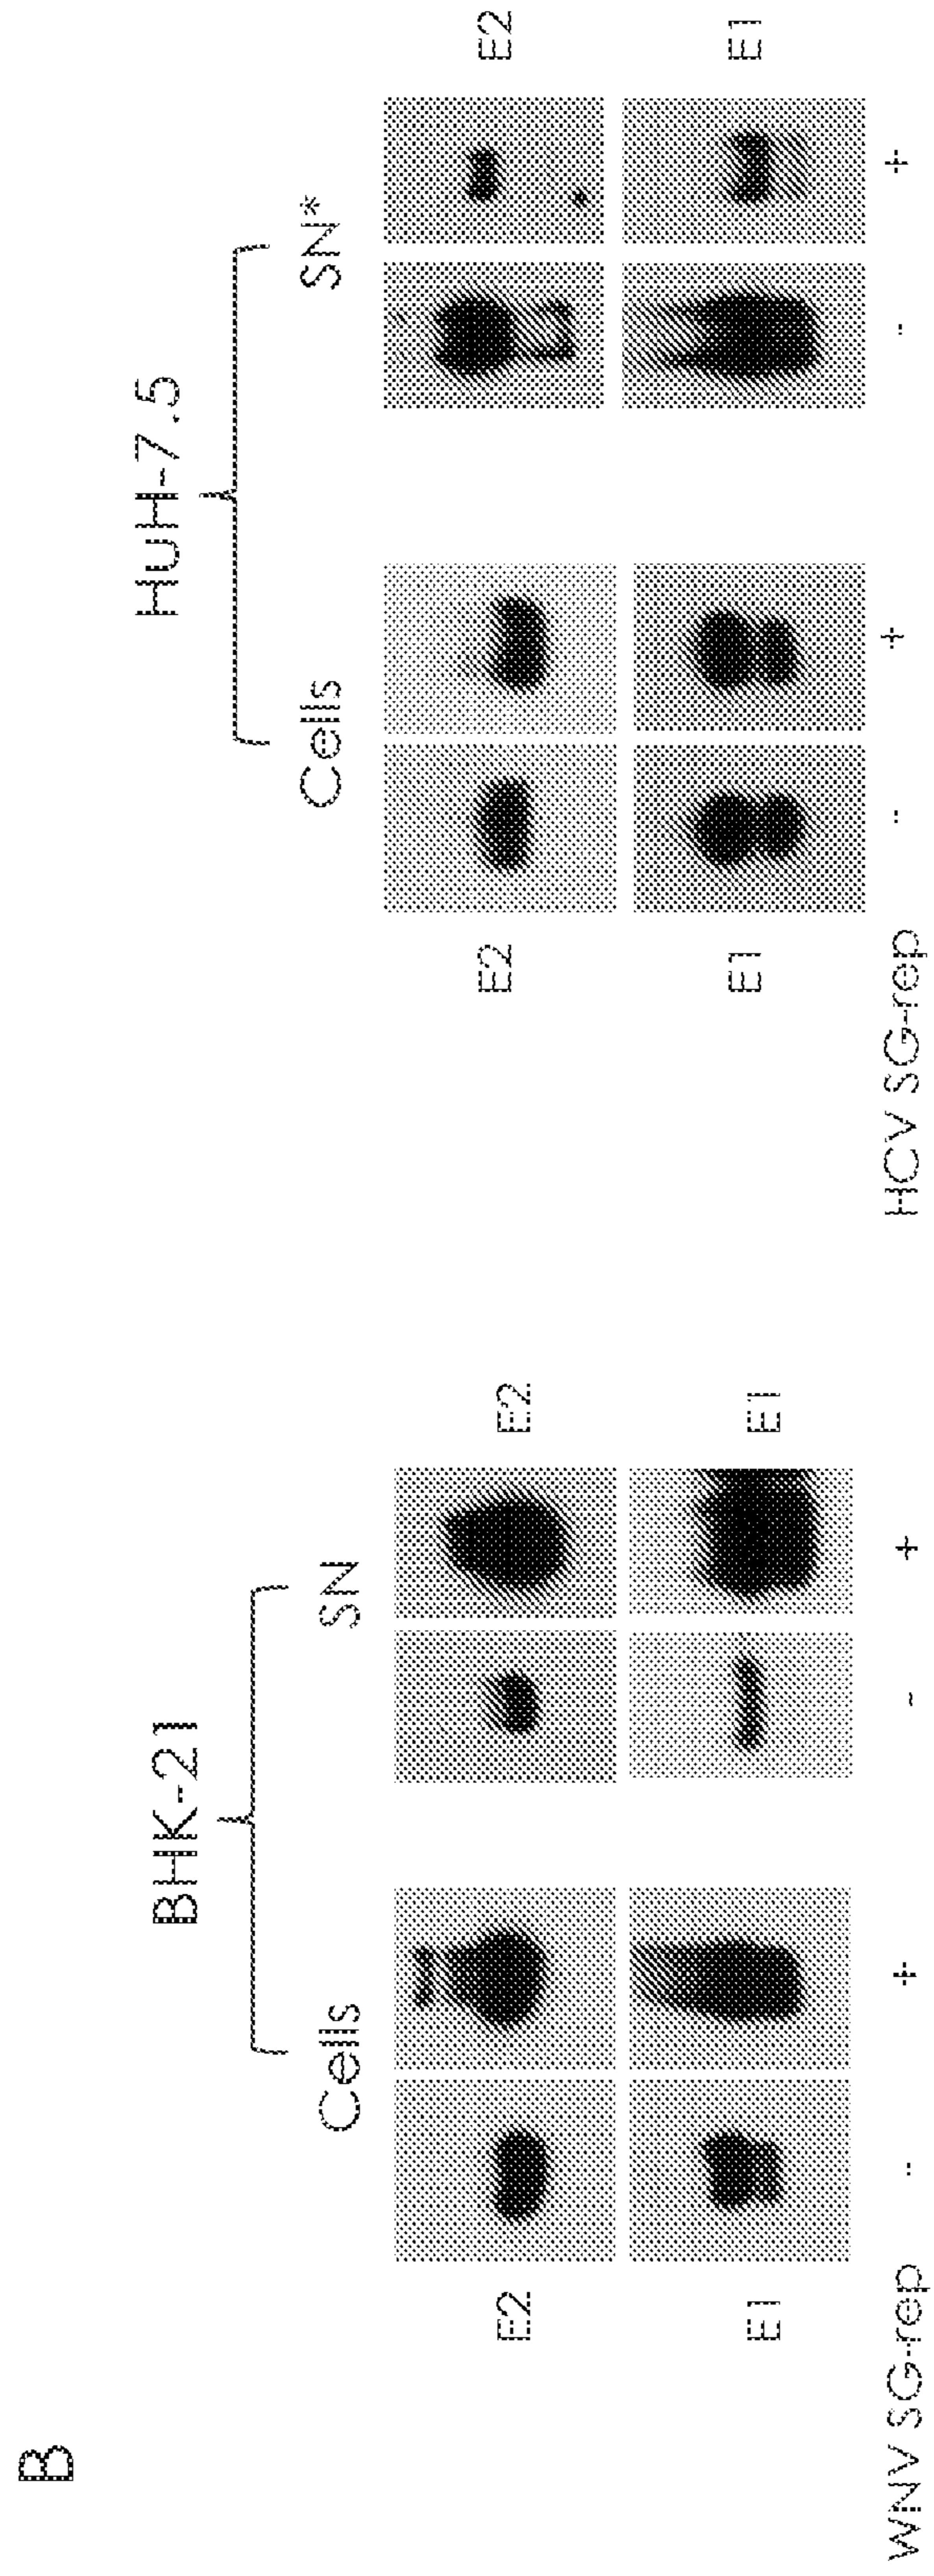 B
BHK-21
HUH-7.5
Cells
SN
Cells
SN*
E2
E2
E2
E2
E1
E1
E1
E1
WNV SG-rep
-
+
-
+
HCV SG-rep
-
+
-
+